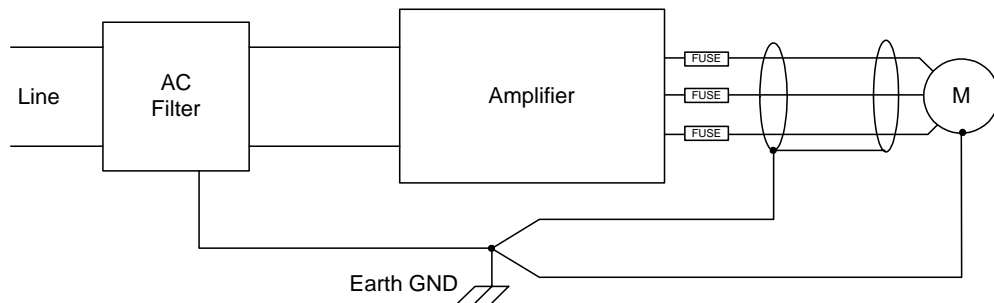 Line
AC
Filter
Amplifier
FUSE
FUSE
FUSE
M
Earth GND